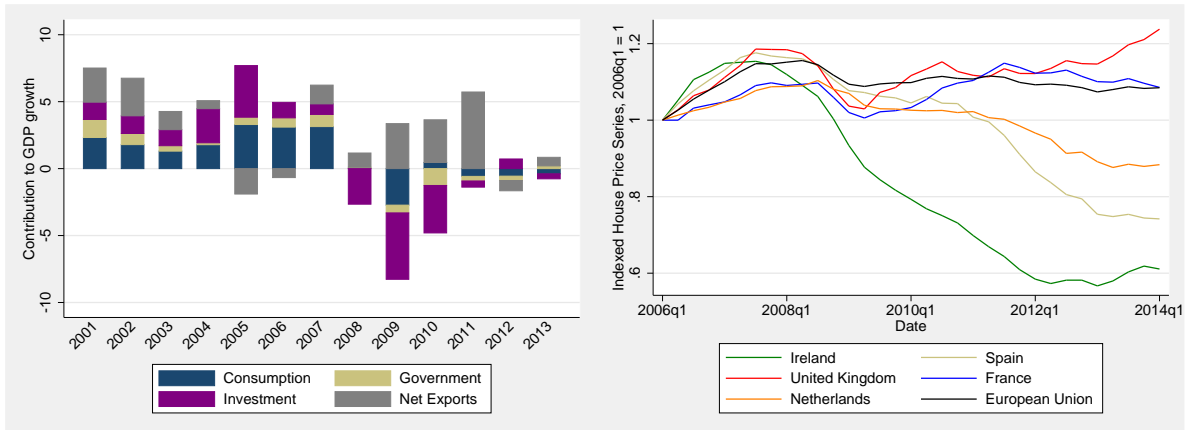 Contribution to GDP growth
10
5
0
-5
-10
2001
2002
2003
2004
2005
2006
2007
2008
2009
2010
2011
2012
2013
Consumption
Government
Investment
Net Exports
Indexed House Price Series, 2006q1 = 1
1.2
1
.8
.6
2006q1
2008q1
2010q1
2012q1
2014q1
Date
Ireland
Spain
United Kingdom
France
Netherlands
European Union